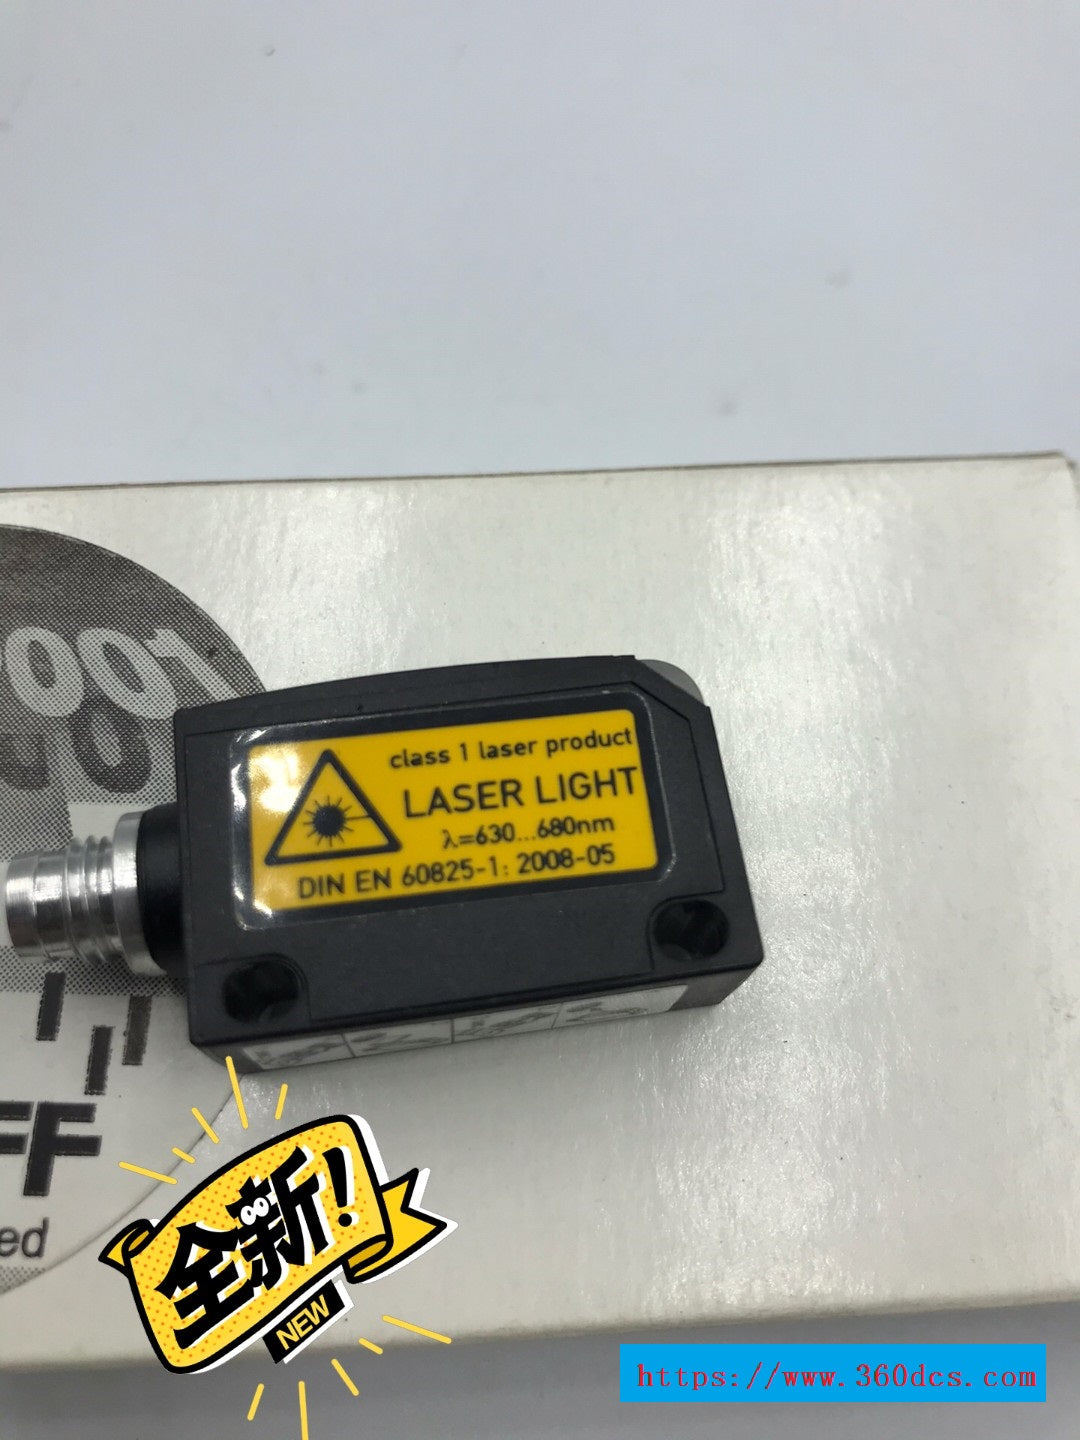 class 1 laser product
LASER LIGHT
λ=630...680nm
DIN EN 60825-1: 2008-05
全新!
NEW
https://www.360dcs.com